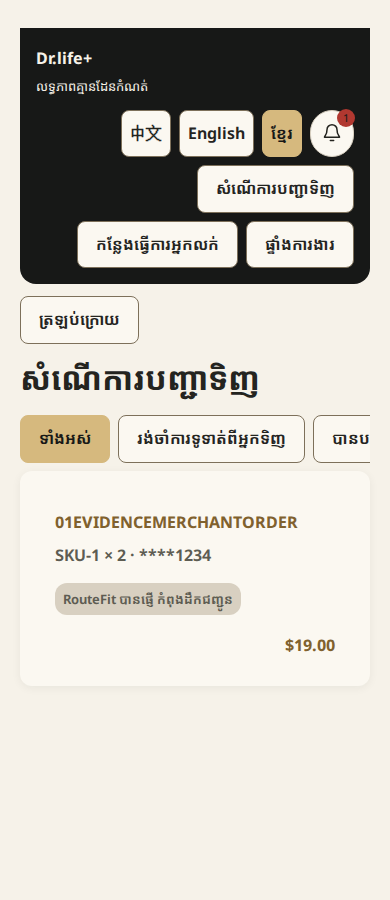 Dr.life+
លទ្ធភាពគ្មានដែនកំណត់
中文 English ខ្មែរ 1
សំណើការបញ្ជាទិញ
កន្លែងធ្វើការអ្នកលក់ ផ្ទាំងការងារ
ត្រឡប់ក្រោយ
សំណើការបញ្ជាទិញ
ទាំងអស់ រង់ចាំការទូទាត់ពីអ្នកទិញ បានប
01EVIDENCEMERCHANTORDER
SKU-1 × 2 · ****1234
RouteFit បានផ្ញើ កំពុងដឹកជញ្ជូន
$19.00